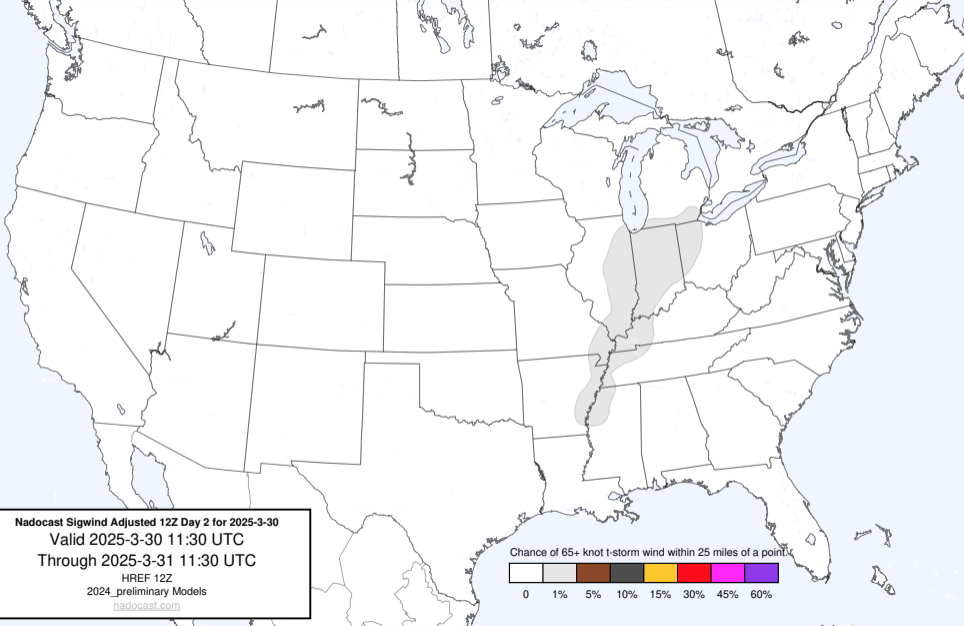 Nadocast Sigwind Adjusted 12Z Day 2 for 2025-3-30
Valid 2025-3-30 11:30 UTC
Through 2025-3-31 11:30 UTC
HREF 12Z
2024_preliminary Models
nadocast.com
Chance of 65+ knot t-storm wind within 25 miles of a point.
0 1% 5% 10% 15% 30% 45% 60%